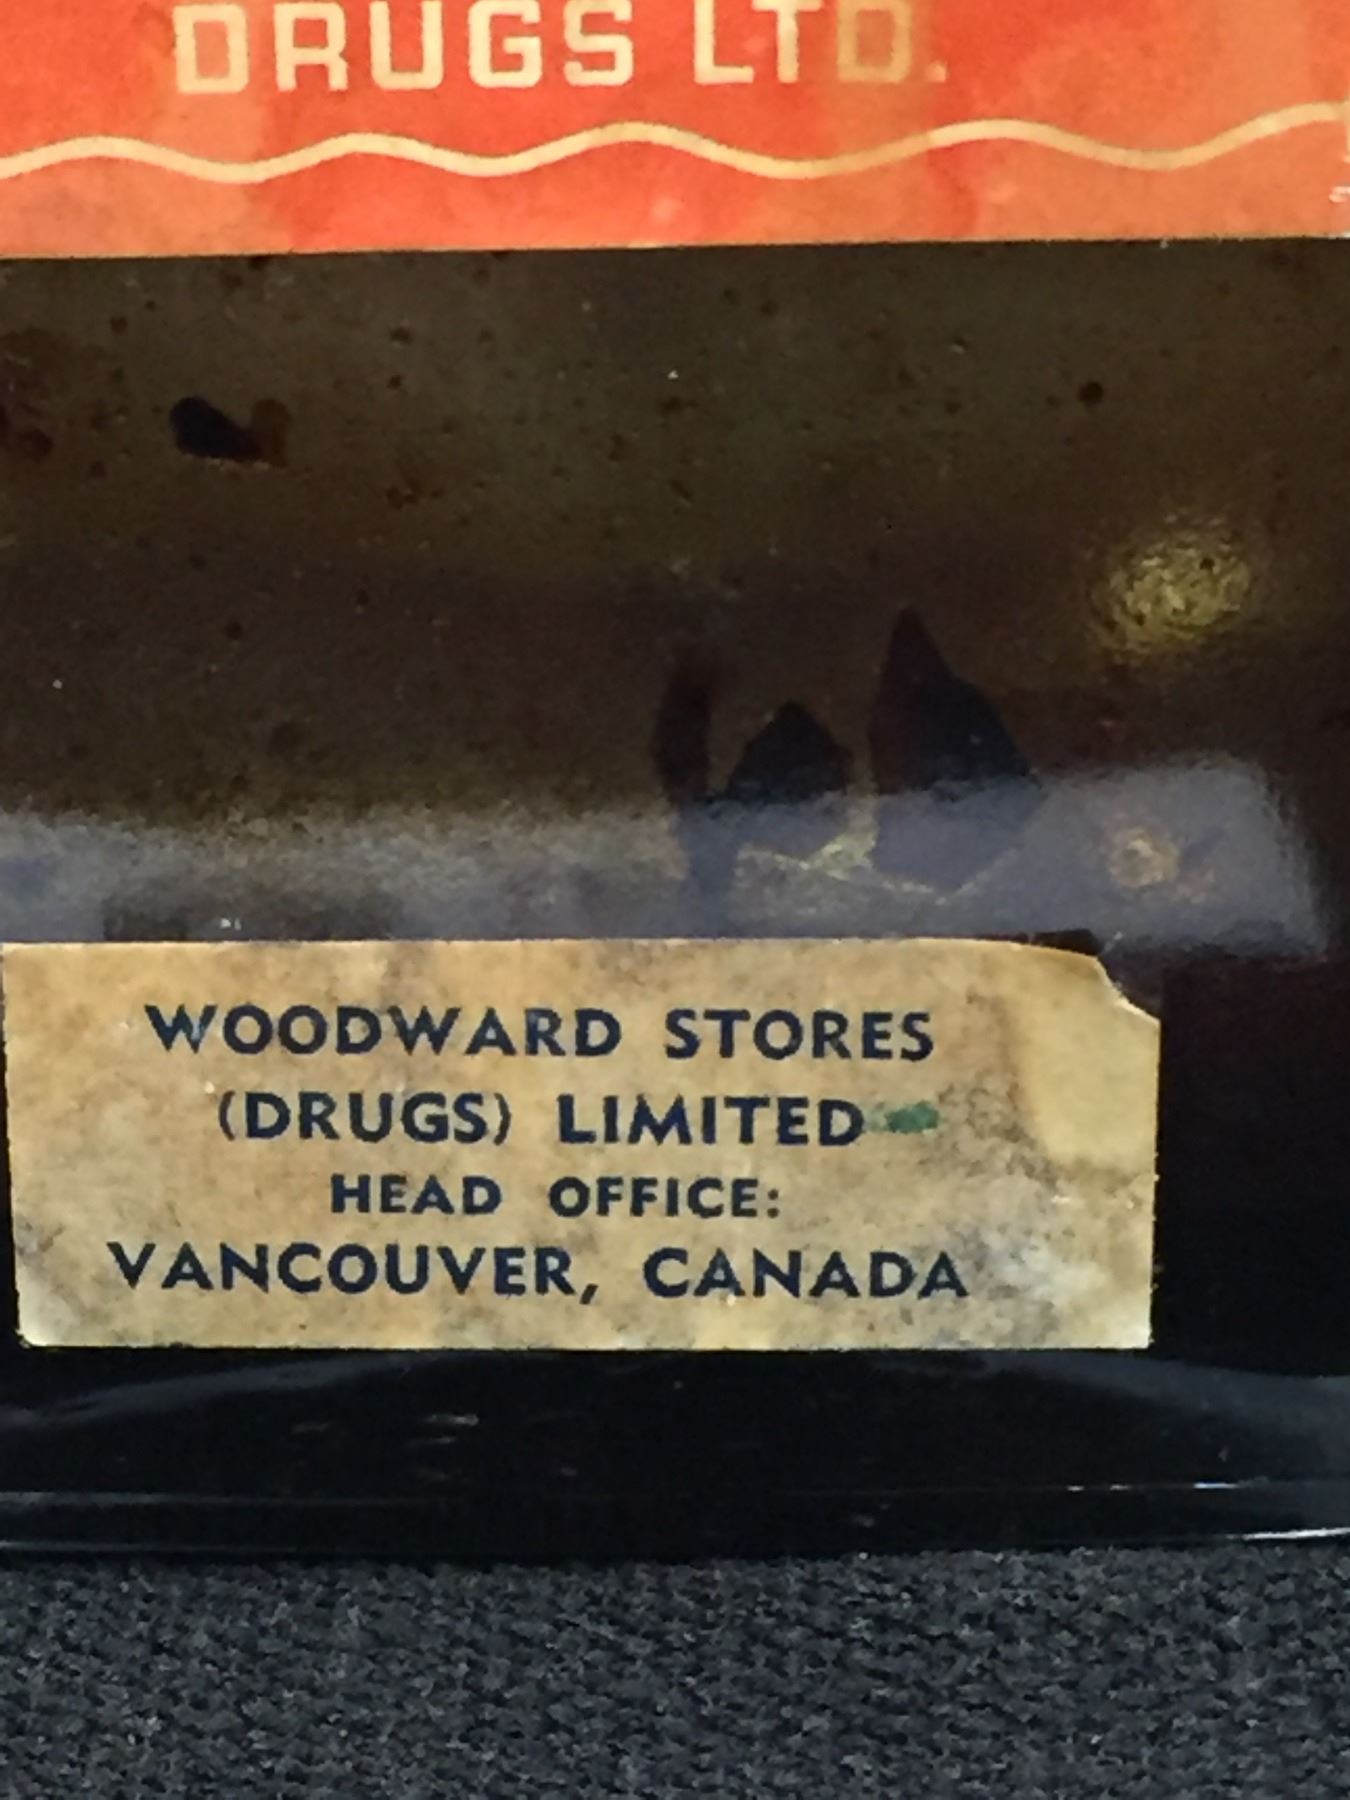 DRUGS LTD.
WOODWARD STORES
(DRUGS) LIMITED
HEAD OFFICE:
VANCOUVER, CANADA